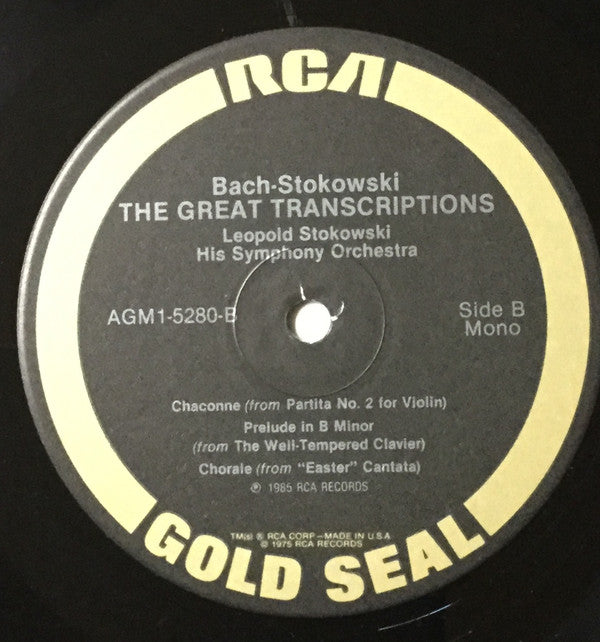 RCA
Bach-Stokowski
THE GREAT TRANSCRIPTIONS
Leopold Stokowski
His Symphony Orchestra
AGM1-5280-B
Side B
Mono
Chaconne (from Partita No. 2 for Violin)
Prelude in B Minor
(from The Well-Tempered Clavier)
Chorale (from "Easter" Cantata)
℗ 1985 RCA RECORDS
TM(s) ® RCA CORP—MADE IN U.S.A
© 1975 RCA RECORDS
GOLD SEAL